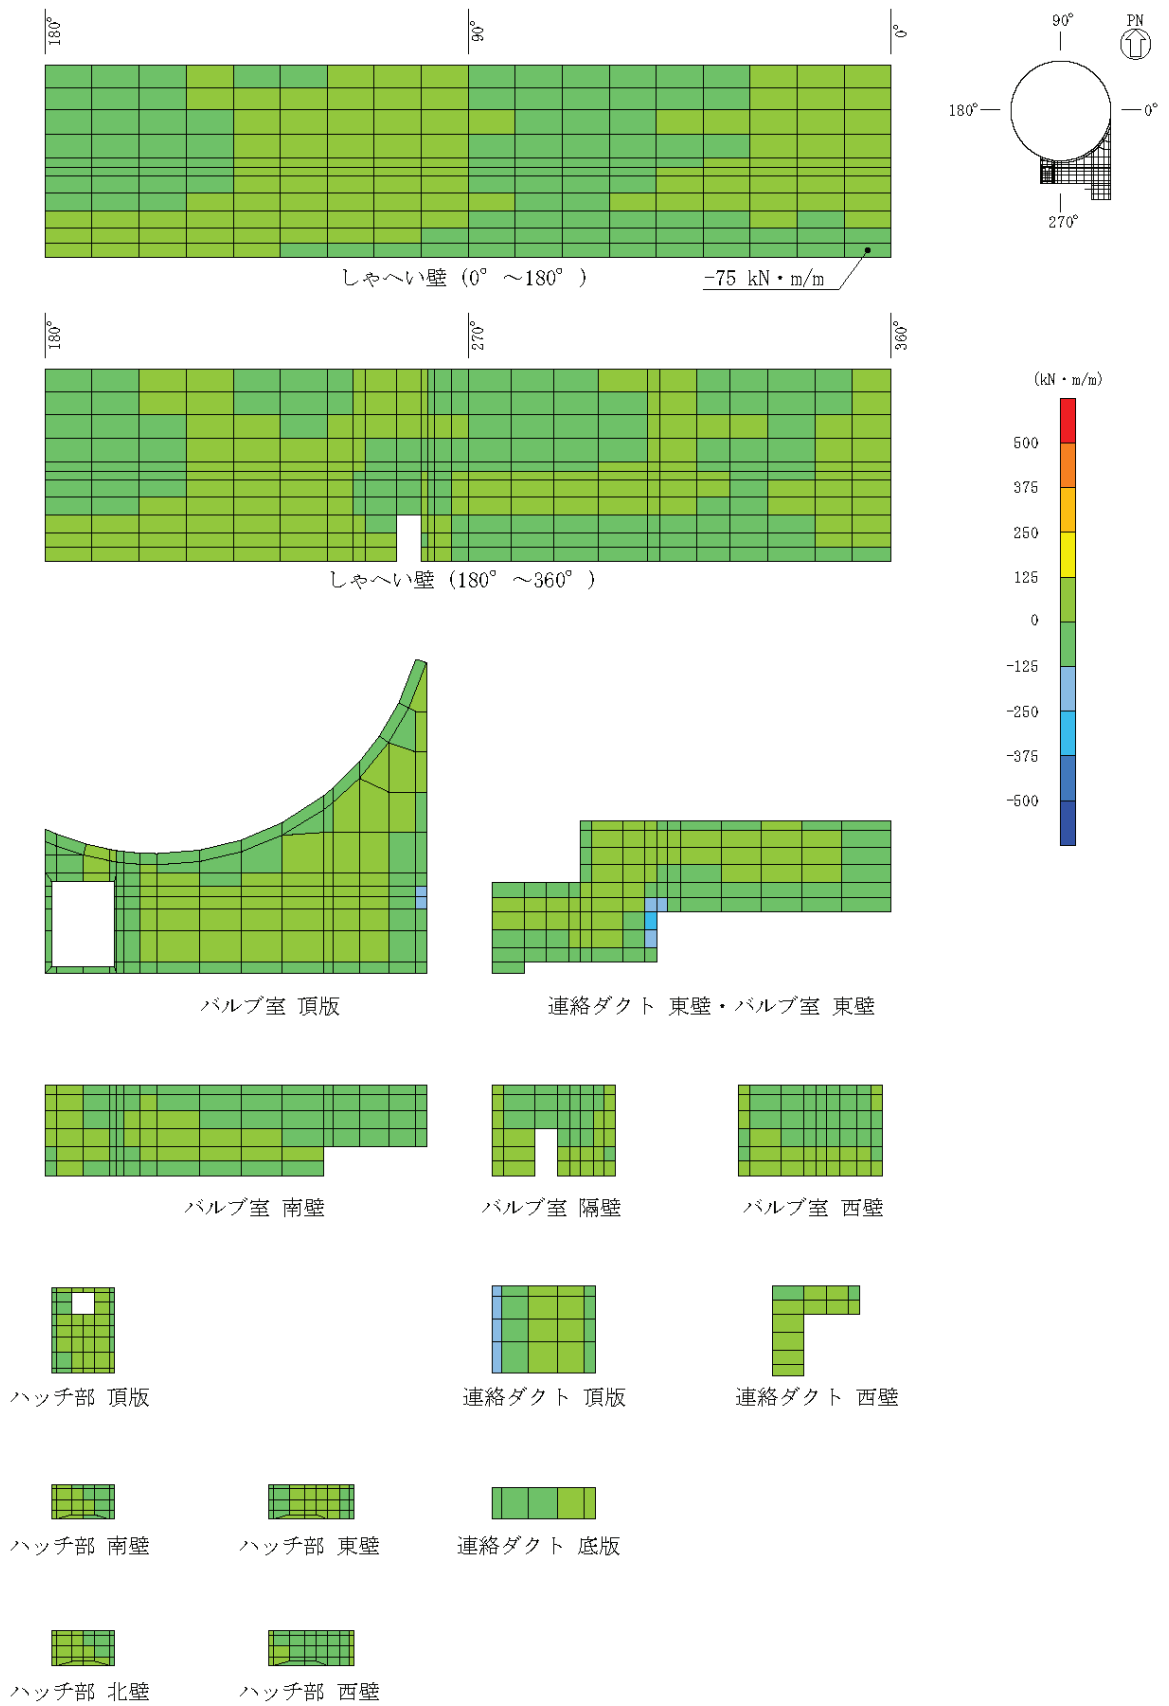 180°
90°
0°
しゃへい壁 (0° ～180° )
-75 kN・m/m
90°
PN
180°
0°
270°
180°
270°
360°
しゃへい壁 (180° ～360° )
(kN・m/m)
500
375
250
125
0
-125
-250
-375
-500
バルブ室 頂版
連絡ダクト 東壁・バルブ室 東壁
バルブ室 南壁
バルブ室 隔壁
バルブ室 西壁
ハッチ部 頂版
連絡ダクト 頂版
連絡ダクト 西壁
ハッチ部 南壁
ハッチ部 東壁
連絡ダクト 底版
ハッチ部 北壁
ハッチ部 西壁